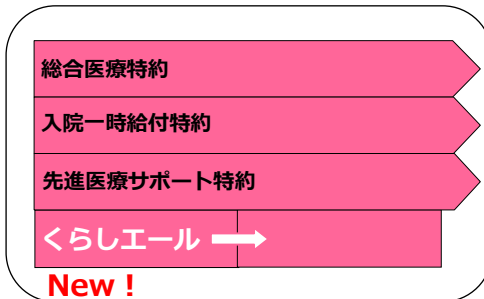 総合医療特約
入院一時給付特約
先進医療サポート特約
くらしエール
New！